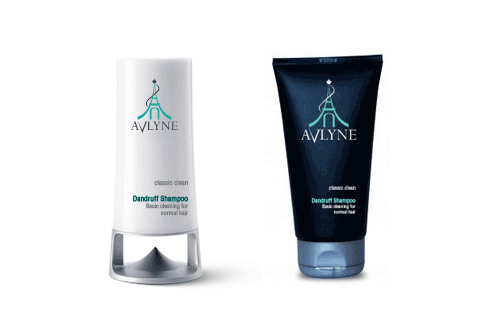 AVLYNE
classic clean
Dandruff Shampoo
Basic cleaning for
normal hair
AVLYNE
classic clean
Dandruff Shampoo
Basic cleaning for
normal hair